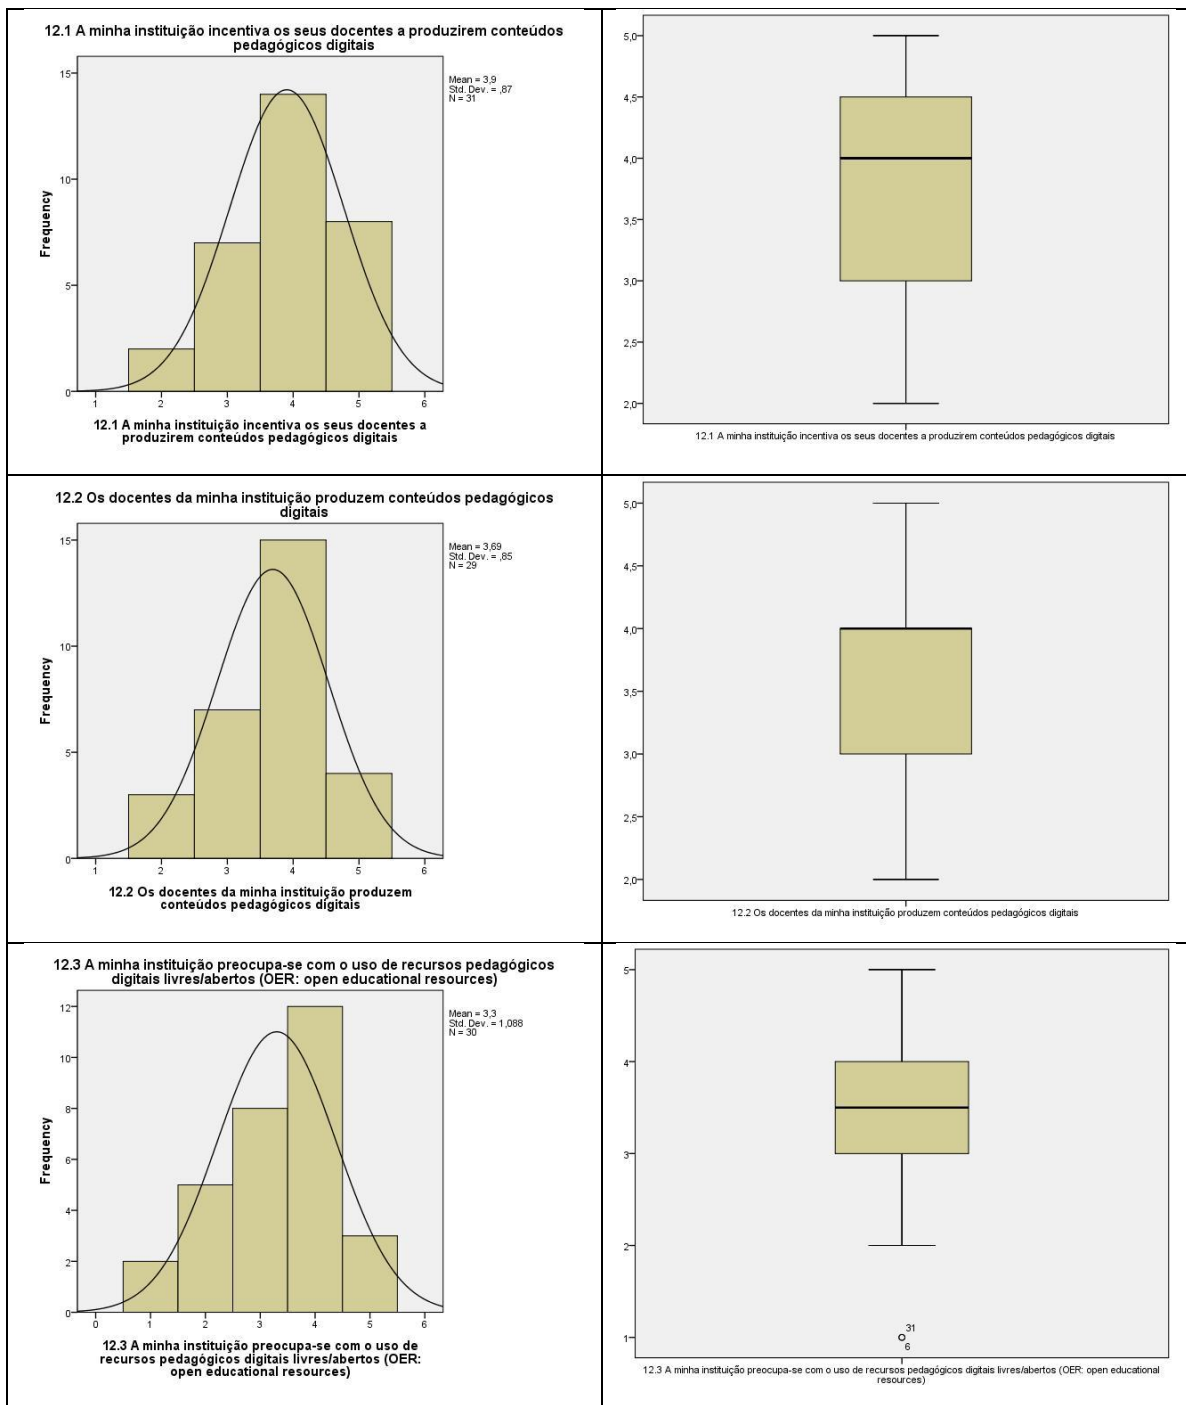 12.1 A minha instituição incentiva os seus docentes a produzirem conteúdos
pedagógicos digitais
Mean = 3,9
Std. Dev. = ,87
N = 31
Frequency
15
10
5
0
1 2 3 4 5 6
12.1 A minha instituição incentiva os seus docentes a
produzirem conteúdos pedagógicos digitais
5,0
4,5
4,0
3,5
3,0
2,5
2,0
12.1 A minha instituição incentiva os seus docentes a produzirem conteúdos pedagógicos digitais
12.2 Os docentes da minha instituição produzem conteúdos pedagógicos
digitais
Mean = 3,69
Std. Dev. = ,85
N = 29
Frequency
15
10
5
0
1 2 3 4 5 6
12.2 Os docentes da minha instituição produzem
conteúdos pedagógicos digitais
5,0
4,5
4,0
3,5
3,0
2,5
2,0
12.2 Os docentes da minha instituição produzem conteúdos pedagógicos digitais
12.3 A minha instituição preocupa-se com o uso de recursos pedagógicos
digitais livres/abertos (OER: open educational resources)
Mean = 3,3
Std. Dev. = 1,088
N = 30
Frequency
12
10
8
6
4
2
0
0 1 2 3 4 5 6
12.3 A minha instituição preocupa-se com o uso de
recursos pedagógicos digitais livres/abertos (OER:
open educational resources)
5
4
3
2
1
31
6
12.3 A minha instituição preocupa-se com o uso de recursos pedagógicos digitais livres/abertos (OER: open educational
resources)